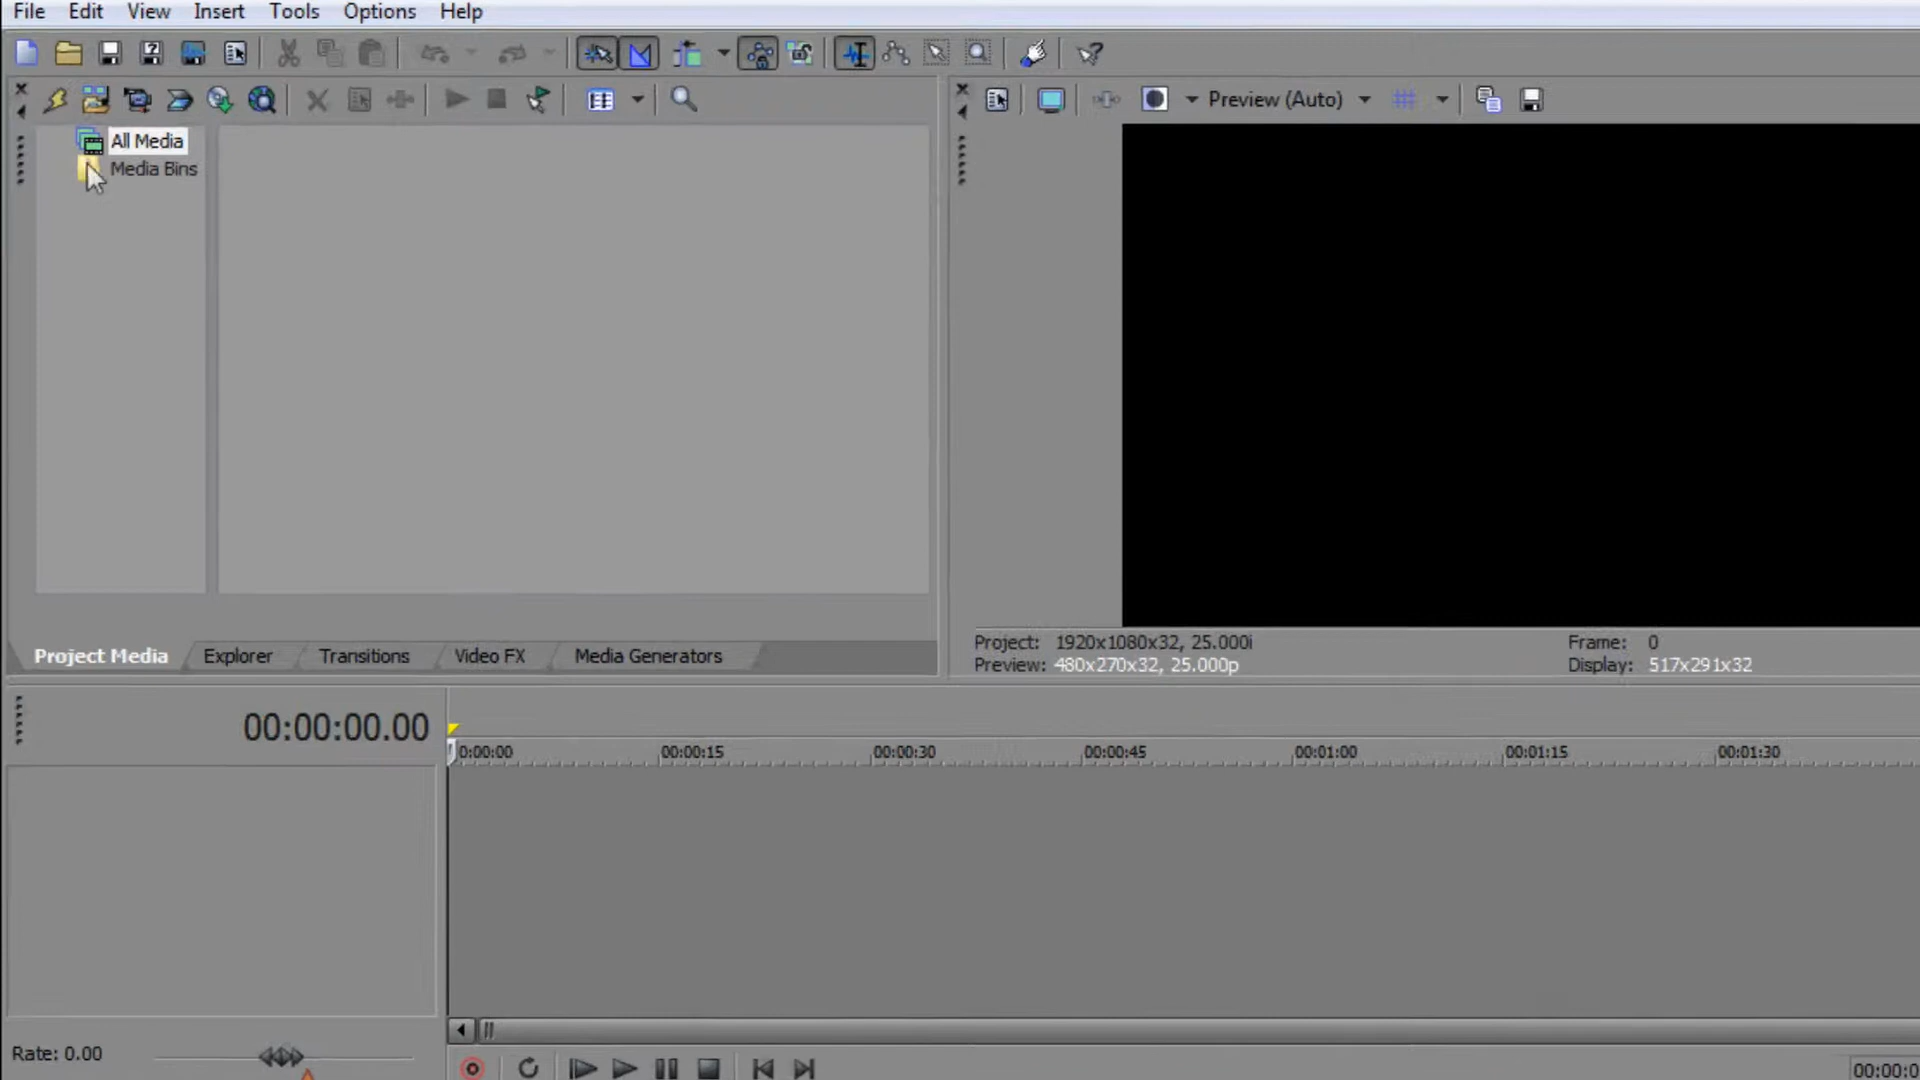 File Edit View Insert Tools Options Help
Preview (Auto)
All Media
Media Bins
Project Media Explorer Transitions Video FX Media Generators
Project: 1920x1080x32, 25.000i Frame: 0
Preview: 480x270x32, 25.000p Display: 517x291x32
00:00:00.00
0:00:00 00:00:15 00:00:30 00:00:45 00:01:00 00:01:15 00:01:30
Rate: 0.00
00:00:0